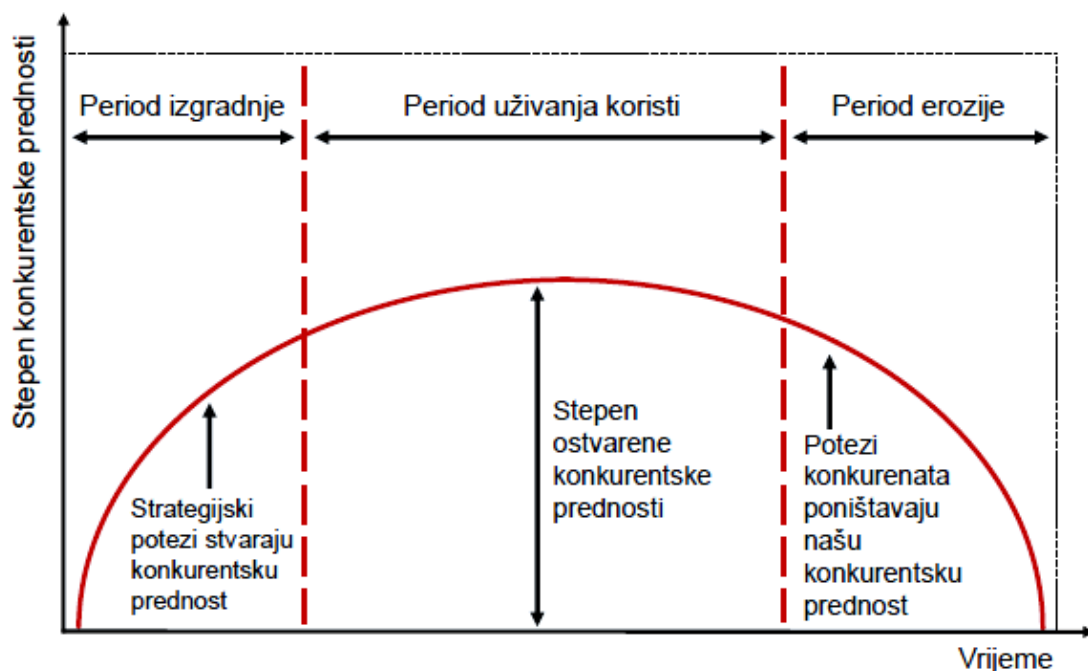 Stepen konkurentske prednosti
Period izgradnje
Period uživanja koristi
Period erozije
Strategijski
potezi stvaraju
konkurentsku
prednost
Stepen
ostvarene
konkurentske
prednosti
Potezi
konkurenata
poništavaju
našu
konkurentsku
prednost
Vrijeme